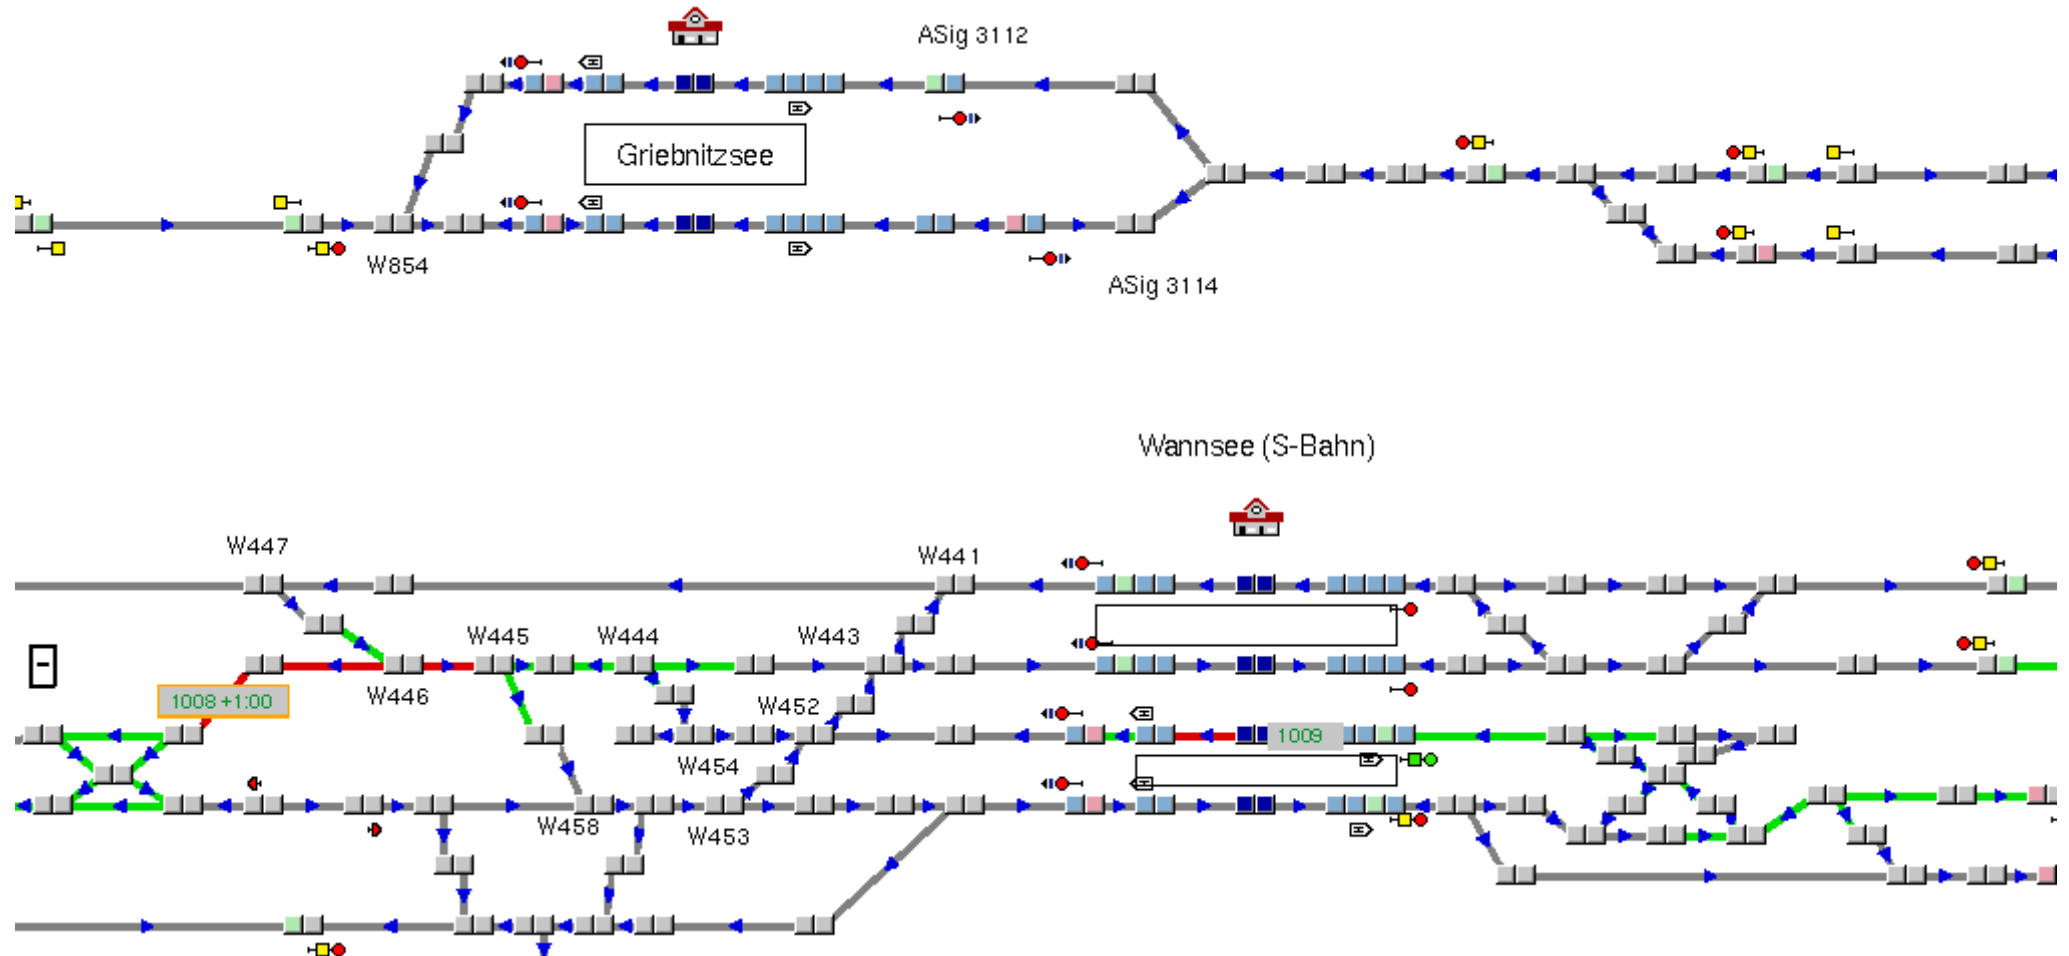 ASig 3112
Griebnitzsee
W854
ASig 3114
Wannsee (S-Bahn)
W447
W441
W445
W444
W443
W446
1008 +1:00
W452
1009
W454
W458
W453